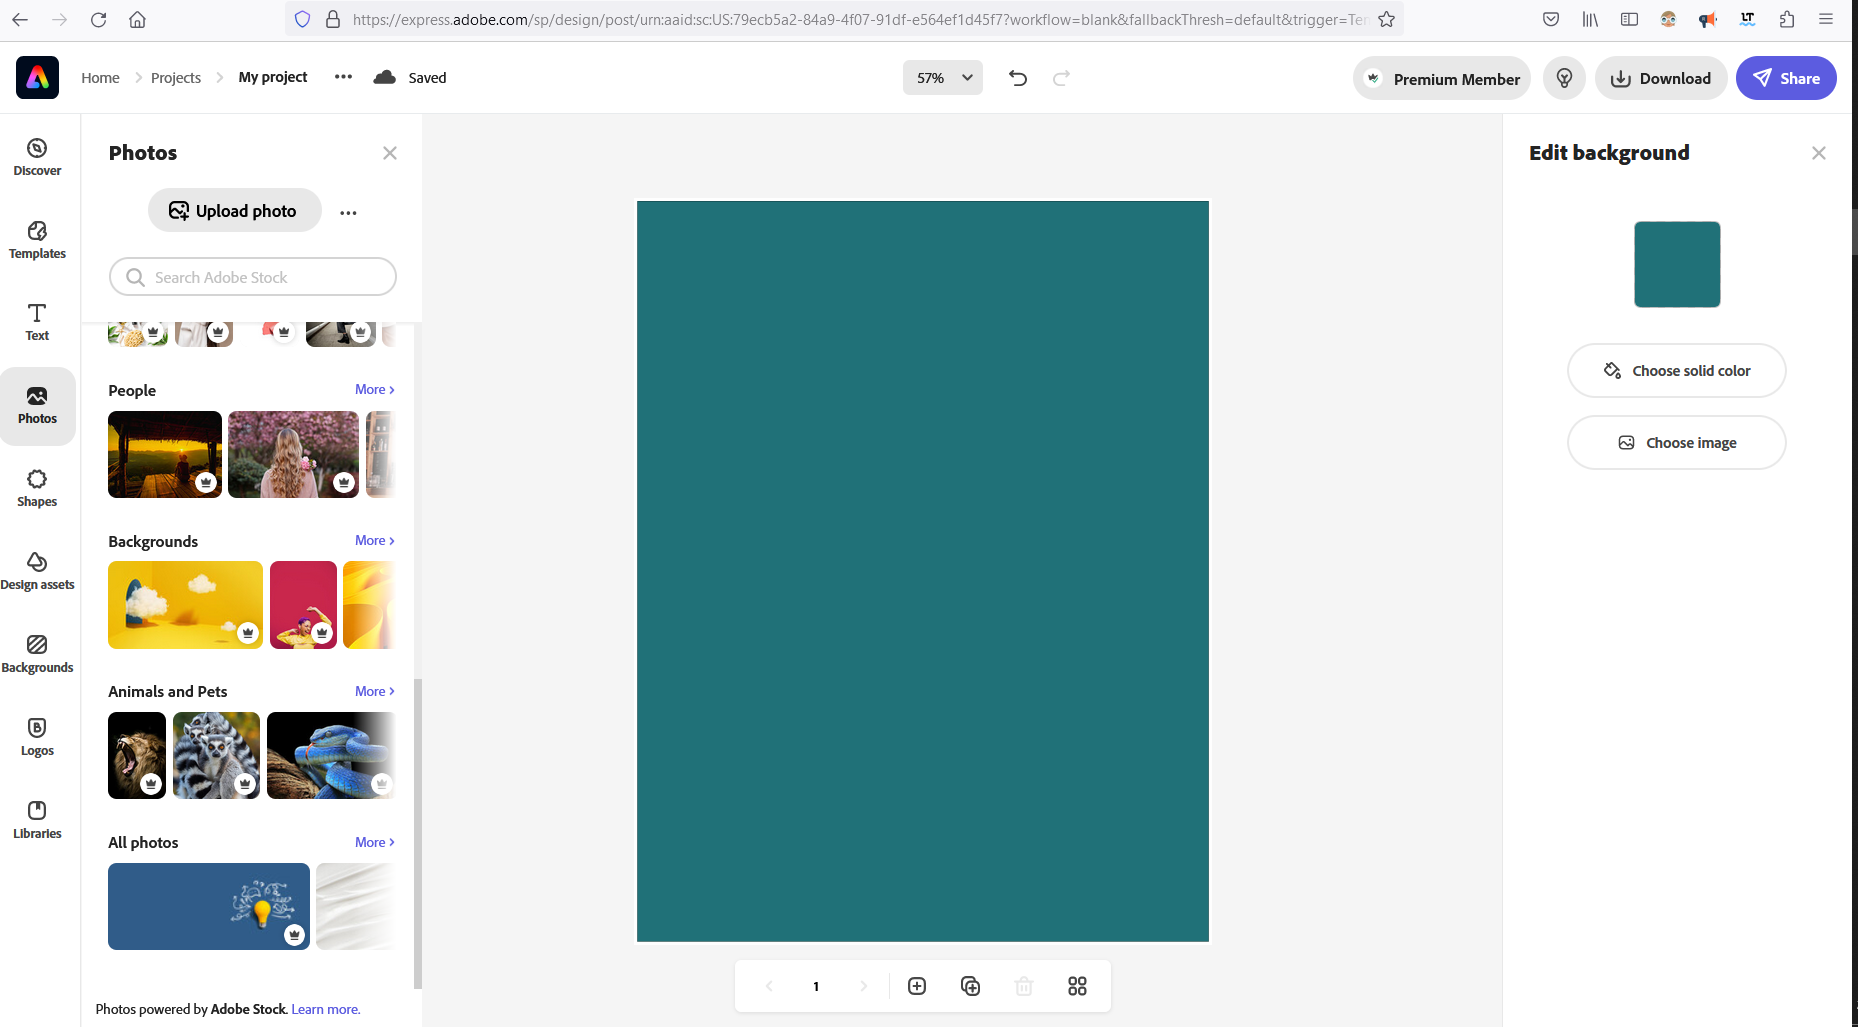 https://express.adobe.com/sp/design/post/urn:aaid:sc:US:79ecb5a2-84a9-4f07-91df-e564ef1d45f7?workflow=blank&fallbackThresh=default&trigger=Ter
LT
Home Projects My project Saved
57%
Premium Member Download Share
Discover
Templates
Text
Photos
Shapes
Design assets
Backgrounds
B
Logos
Libraries
Photos
Upload photo
Search Adobe Stock
People More
Backgrounds More
Animals and Pets More
All photos More
Photos powered by Adobe Stock. Learn more.
1
Edit background
Choose solid color
Choose image